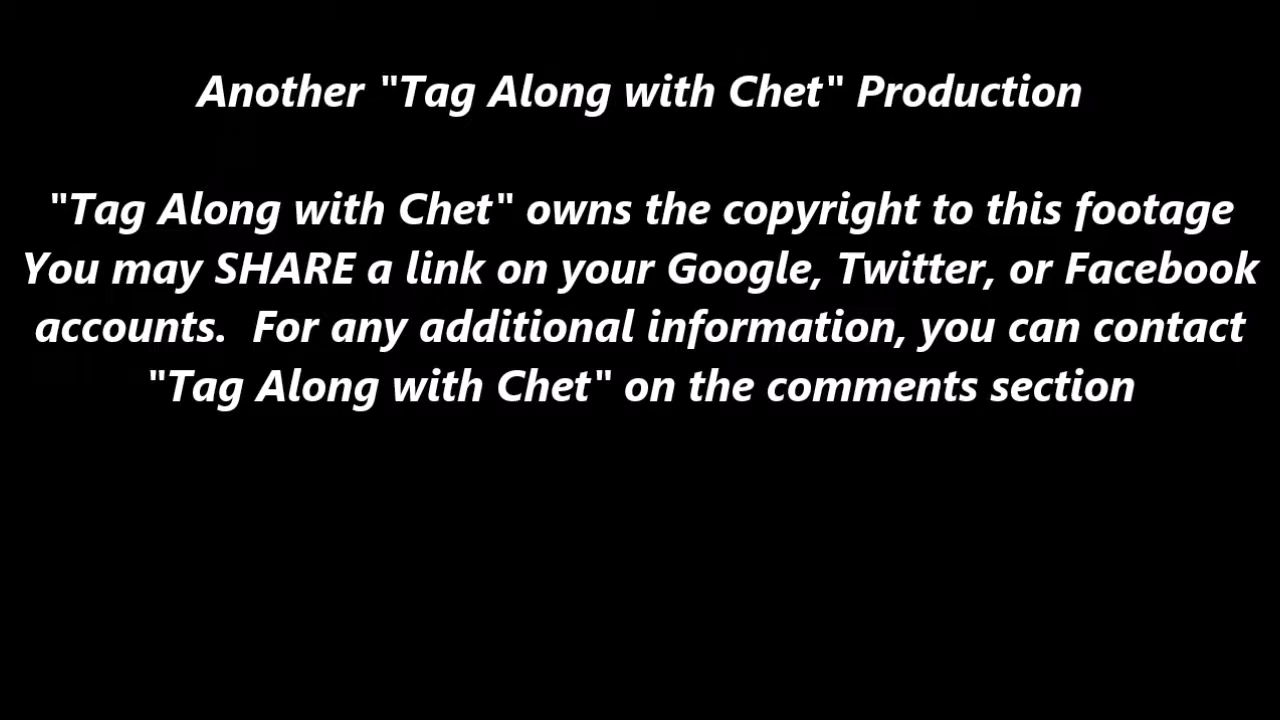 Another "Tag Along with Chet" Production
"Tag Along with Chet" owns the copyright to this footage
You may SHARE a link on your Google, Twitter, or Facebook
accounts.  For any additional information, you can contact
"Tag Along with Chet" on the comments section